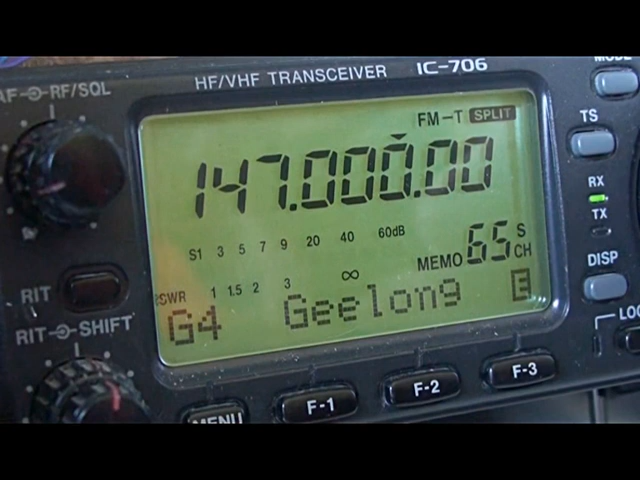 HF/VHF TRANSCEIVER IC-706
MODE
AF RF/SQL
FM-T SPLIT
TS
147.000.00
RX
TX
S1 3 5 7 9 20 40 60dB
MEMO 65 S CH
DISP
RIT
SWR 1 1.5 2 3 ∞
G4 Geelong E
RIT SHIFT
LOC
MENU F-1 F-2 F-3